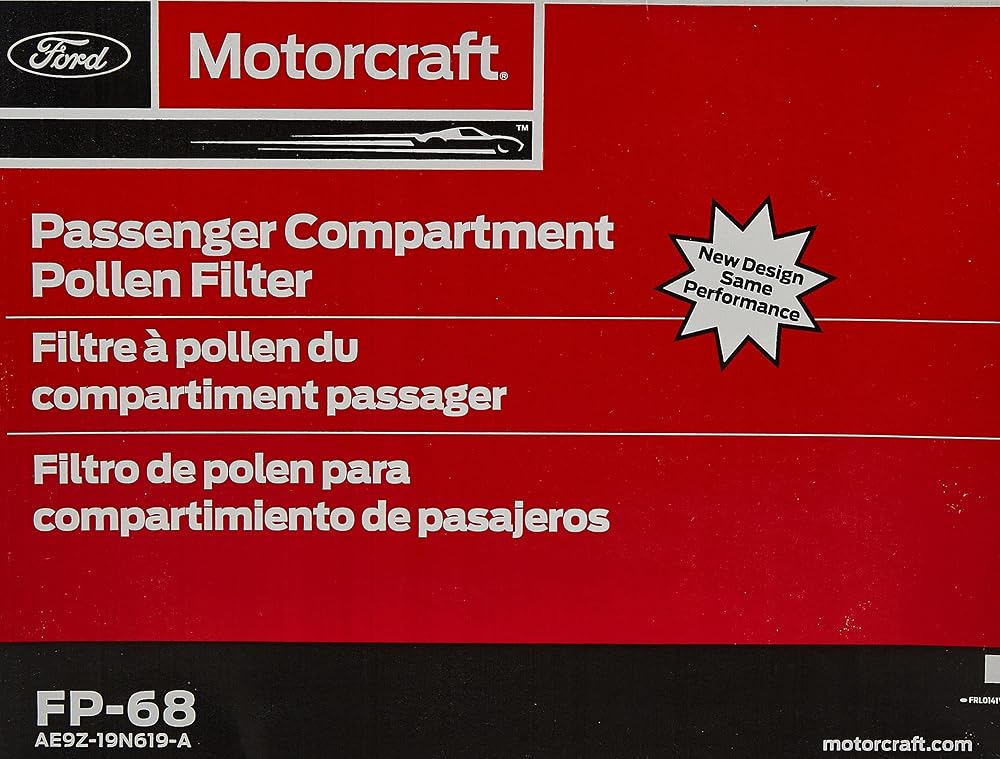 Ford
Motorcraft®
™
Passenger Compartment
Pollen Filter
New Design
Same
Performance
Filtre à pollen du
compartiment passager
Filtro de polen para
compartimiento de pasajeros
FP-68
AE9Z-19N619-A
motorcraft.com